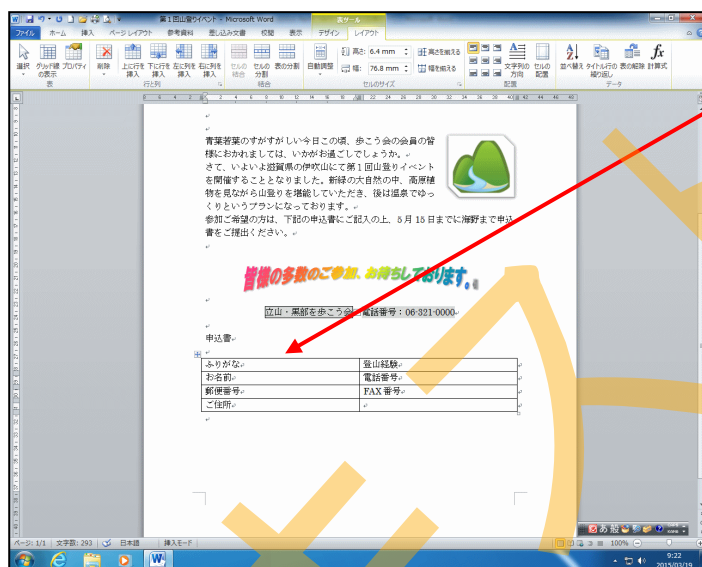 第1回山登りイベント - Microsoft Word
表ツール
ファイル ホーム 挿入 ページ レイアウト 参考資料 差し込み文書 校閲 表示 デザイン レイアウト
選択 グリッド線の表示 プロパティ 削除 上に行を挿入 下に行を挿入 左に列を挿入 右に列を挿入 セルの結合 セルの分割 表の分割 自動調整 高さ: 6.4 mm 幅: 76.8 mm 高さを揃える 幅を揃える 文字列の方向 セルの配置 並べ替え タイトル行の繰り返し 表の解除 計算式
表 行と列 結合 セルのサイズ 配置 データ
青葉若葉のすがすがしい今日この頃、歩こう会の会員の皆
様におかれましては、いかがお過ごしでしょうか。
さて、いよいよ滋賀県の伊吹山にて第1回山登りイベント
を開催することとなりました。新緑の大自然の中、高原植
物を見ながら山登りを堪能していただき、後は温泉でゆっ
くりというプランになっております。
参加ご希望の方は、下記の申込書にご記入の上、5月15日までに海野まで申込
書をご提出ください。
皆様の多数のご参加、お待ちしております。
立山・黒部を歩こう会 電話番号：06-321-0000
申込書
ふりがな 登山経験
お名前 電話番号
郵便番号 FAX 番号
ご住所
ページ: 1/1 文字数: 293 日本語 挿入モード 100%
あ 般
9:22
2015/03/19